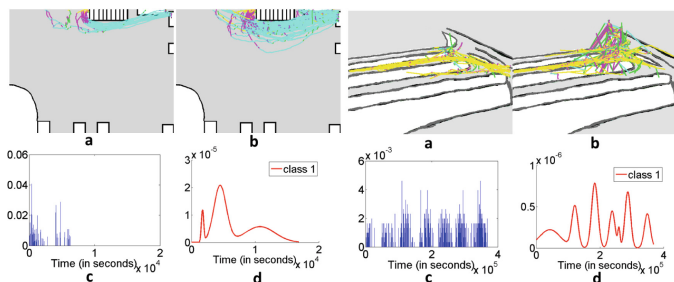 a
b
a
b
0.06
0.04
0.02
0
0
1
2
Time (in seconds)
x 10^4
c
x 10^-5
3
2
1
0
0
1
2
class 1
Time (in seconds)
x 10^4
d
x 10^-3
6
4
2
0
0
2
4
Time (in seconds)
x 10^5
c
x 10^-6
1
0.5
0
0
2
4
class 1
Time (in seconds)
x 10^5
d